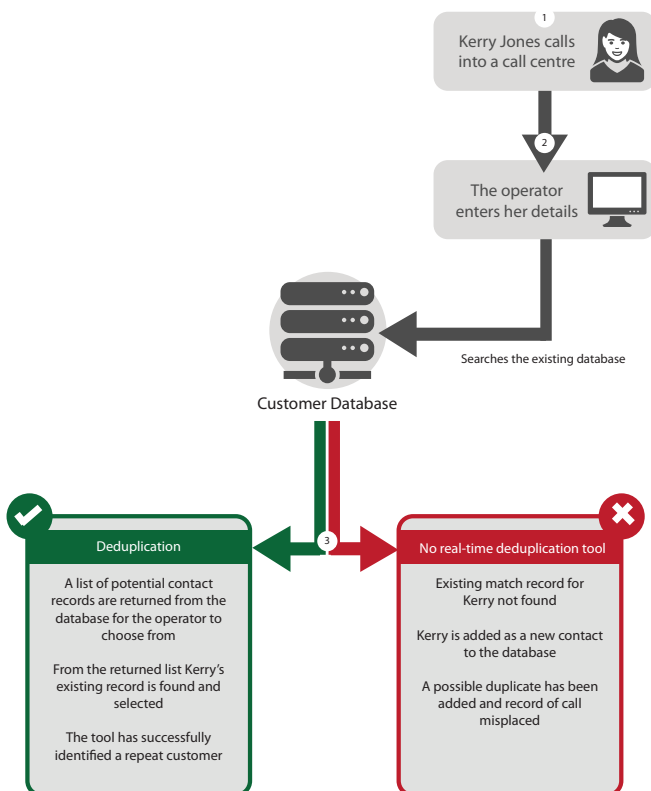 1
Kerry Jones calls
into a call centre
2
The operator
enters her details
Searches the existing database
Customer Database
3
Deduplication
A list of potential contact
records are returned from the
database for the operator to
choose from
From the returned list Kerry's
existing record is found and
selected
The tool has successfully
identified a repeat customer
No real-time deduplication tool
Existing match record for
Kerry not found
Kerry is added as a new contact
to the database
A possible duplicate has been
added and record of call
misplaced